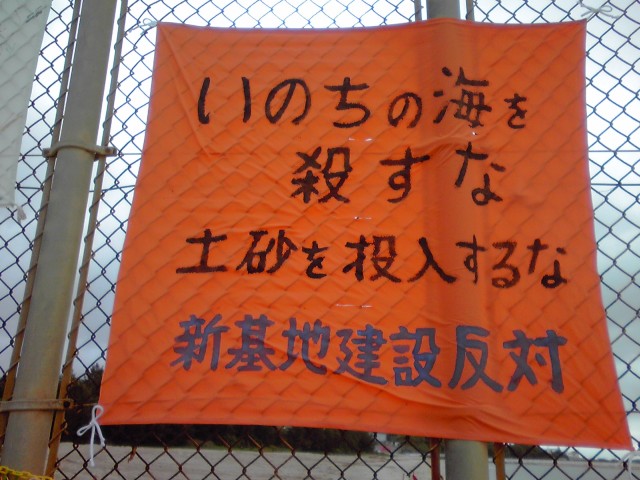 いのちの海を
殺すな
土砂を投入するな
新基地建設反対